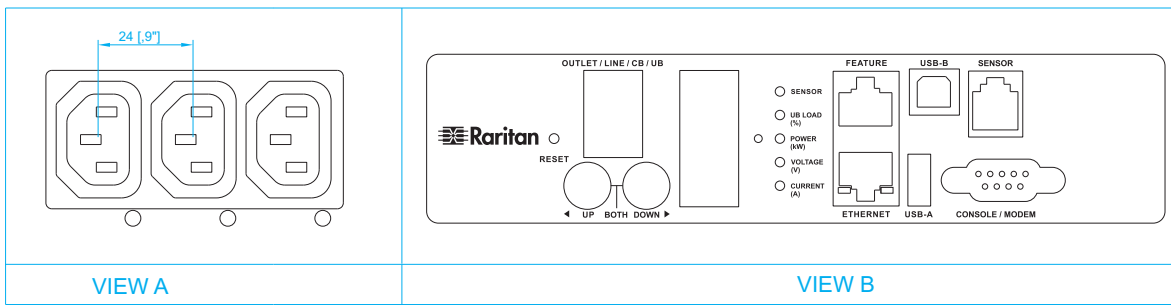 24 [,9"]
OUTLET / LINE / CB / UB
FEATURE
USB-B
SENSOR
SENSOR
UB LOAD
(%)
Raritan
POWER
(kW)
RESET
VOLTAGE
(V)
CURRENT
(A)
UP BOTH DOWN
ETHERNET
USB-A
CONSOLE / MODEM
VIEW A
VIEW B